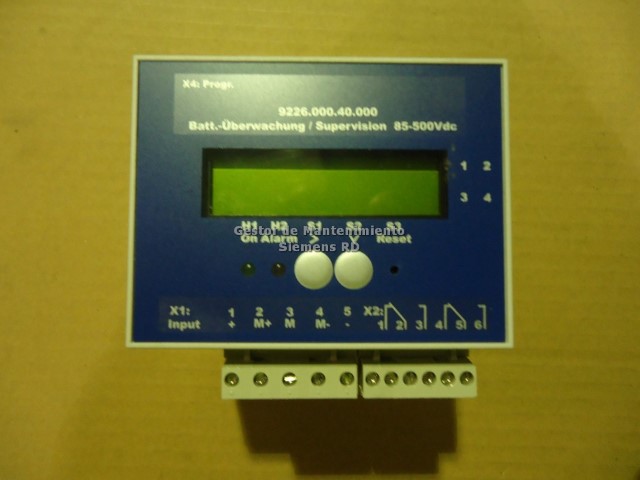 X4: Progr.
9226.000.40.000
Batt.-Überwachung / Supervision 85-500Vdc
1 2
3 4
H1 H2 S1 S2 S3
On Alarm > V Reset
Gestor de Mantenimiento
Siemens RD
X1: 1 2 3 4 5 X2:
Input + M+ M M- - 1 2 3 4 5 6